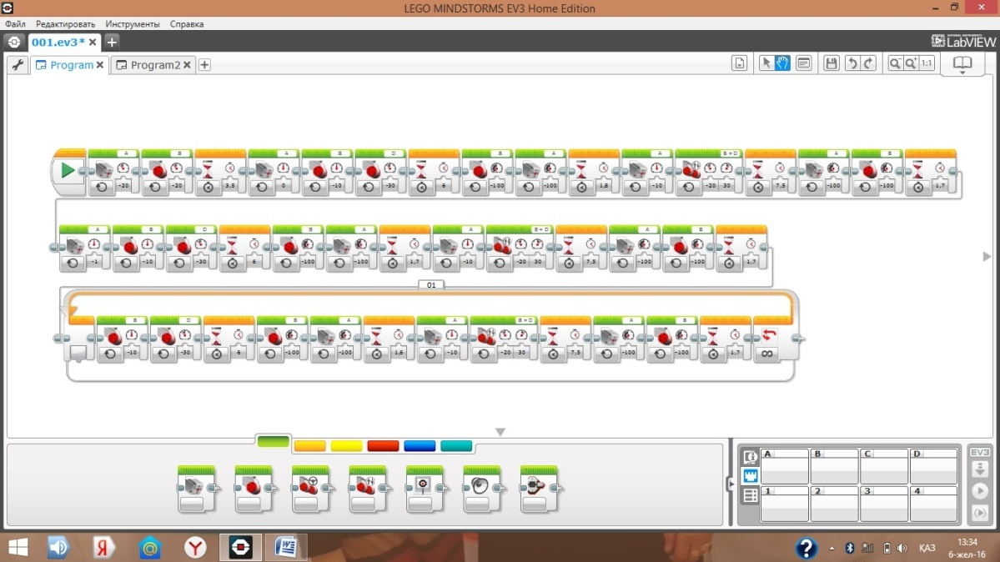 LEGO MINDSTORMS EV3 Home Edition
Файл Редактировать Инструменты Справка
001.ev3* NATIONAL INSTRUMENTS LabVIEW
Program Program2 1:1
A B A B D B A A B+D A B
-20 -20 3,5 0 -10 -30 6 -100 -100 1,8 -10 -20 30 7,5 -100 -100 1,7
A B D B A A B+D A B
-1 -10 -30 6 -100 -100 1,7 -10 -20 30 7,5 -100 -100 1,7
01
B D B A A B+D A B
-10 -30 6 -100 -100 1,6 -10 -20 30 7,5 -100 -100 1,7
A B C D EV3
1 2 3 4
ҚАЗ 13:34
6-жел-16